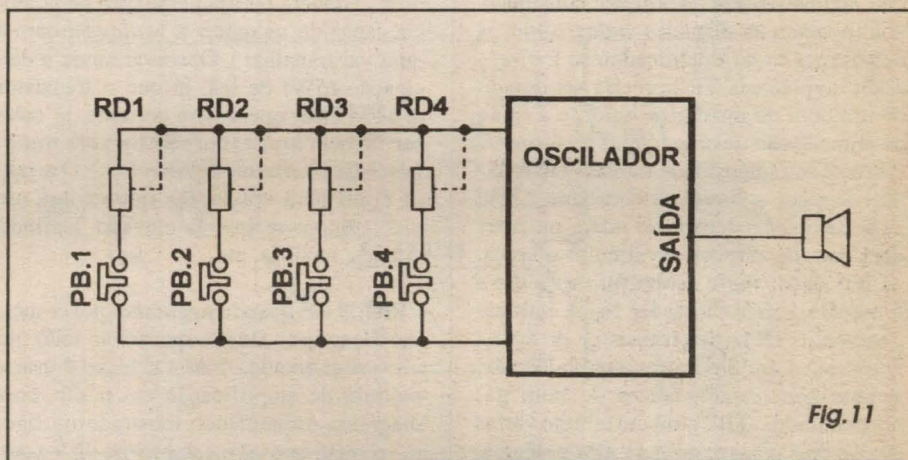 RD1 RD2 RD3 RD4
OSCILADOR
SAÍDA
PB.1 PB.2 PB.3 PB.4
Fig.11